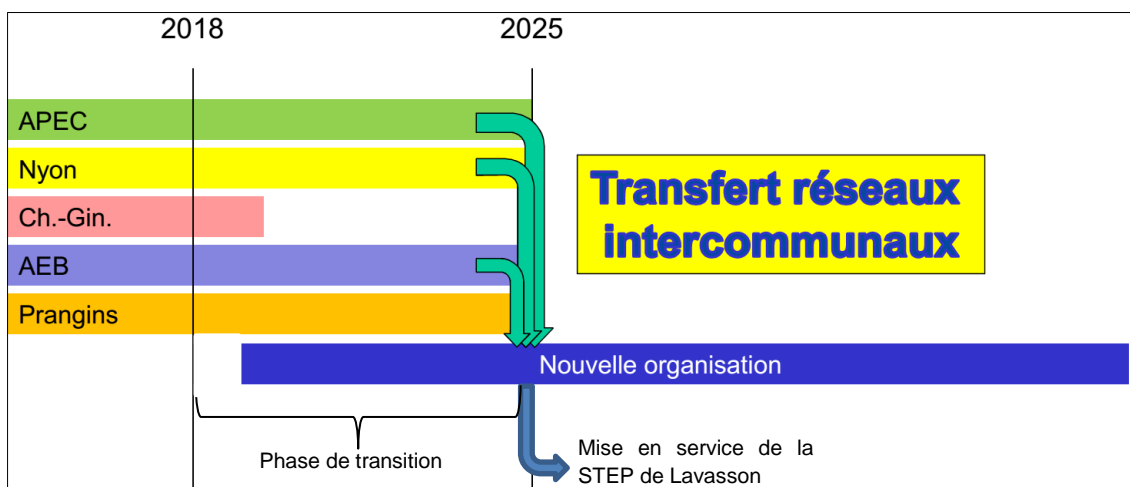 2018
2025
APEC
Nyon
Ch.-Gin.
AEB
Prangins
Transfert réseaux
intercommunaux
Nouvelle organisation
Phase de transition
Mise en service de la
STEP de Lavasson